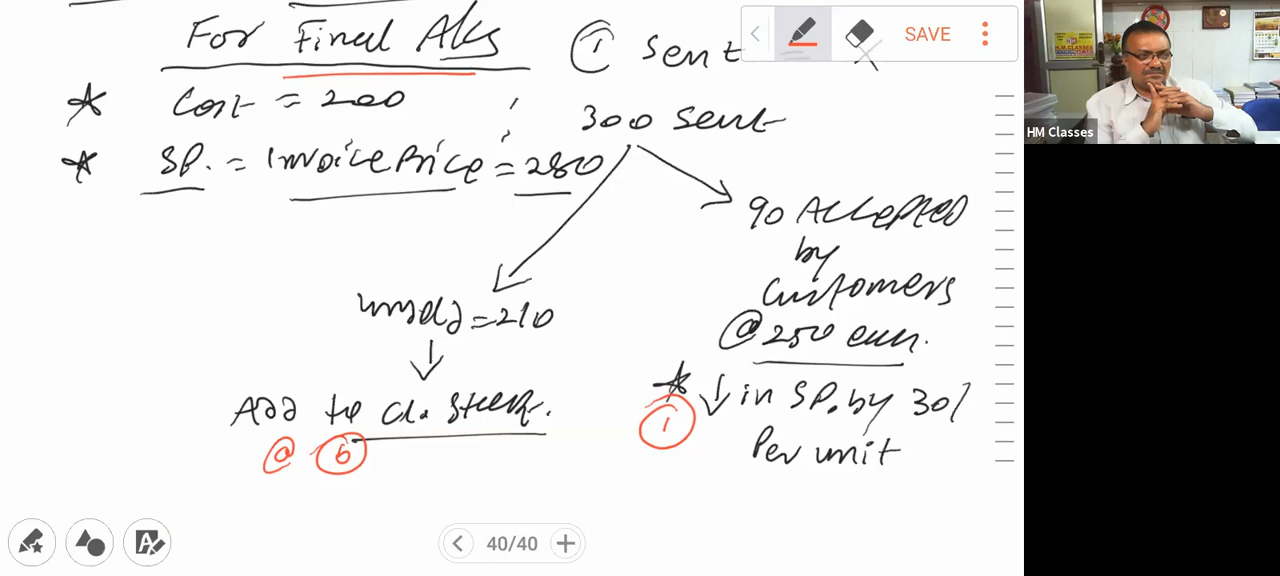 For Final A/cs
① Sent
SAVE
★ Cost = 200
300 Sent
★ SP. = Invoice Price = 280
90 Accepted
by
Customers
@ 250 each.
unsold = 210
Add to Cl. Stock.
@ ⑥
★ ① ↓ in SP. by 30/
Per unit
HM Classes
40/40